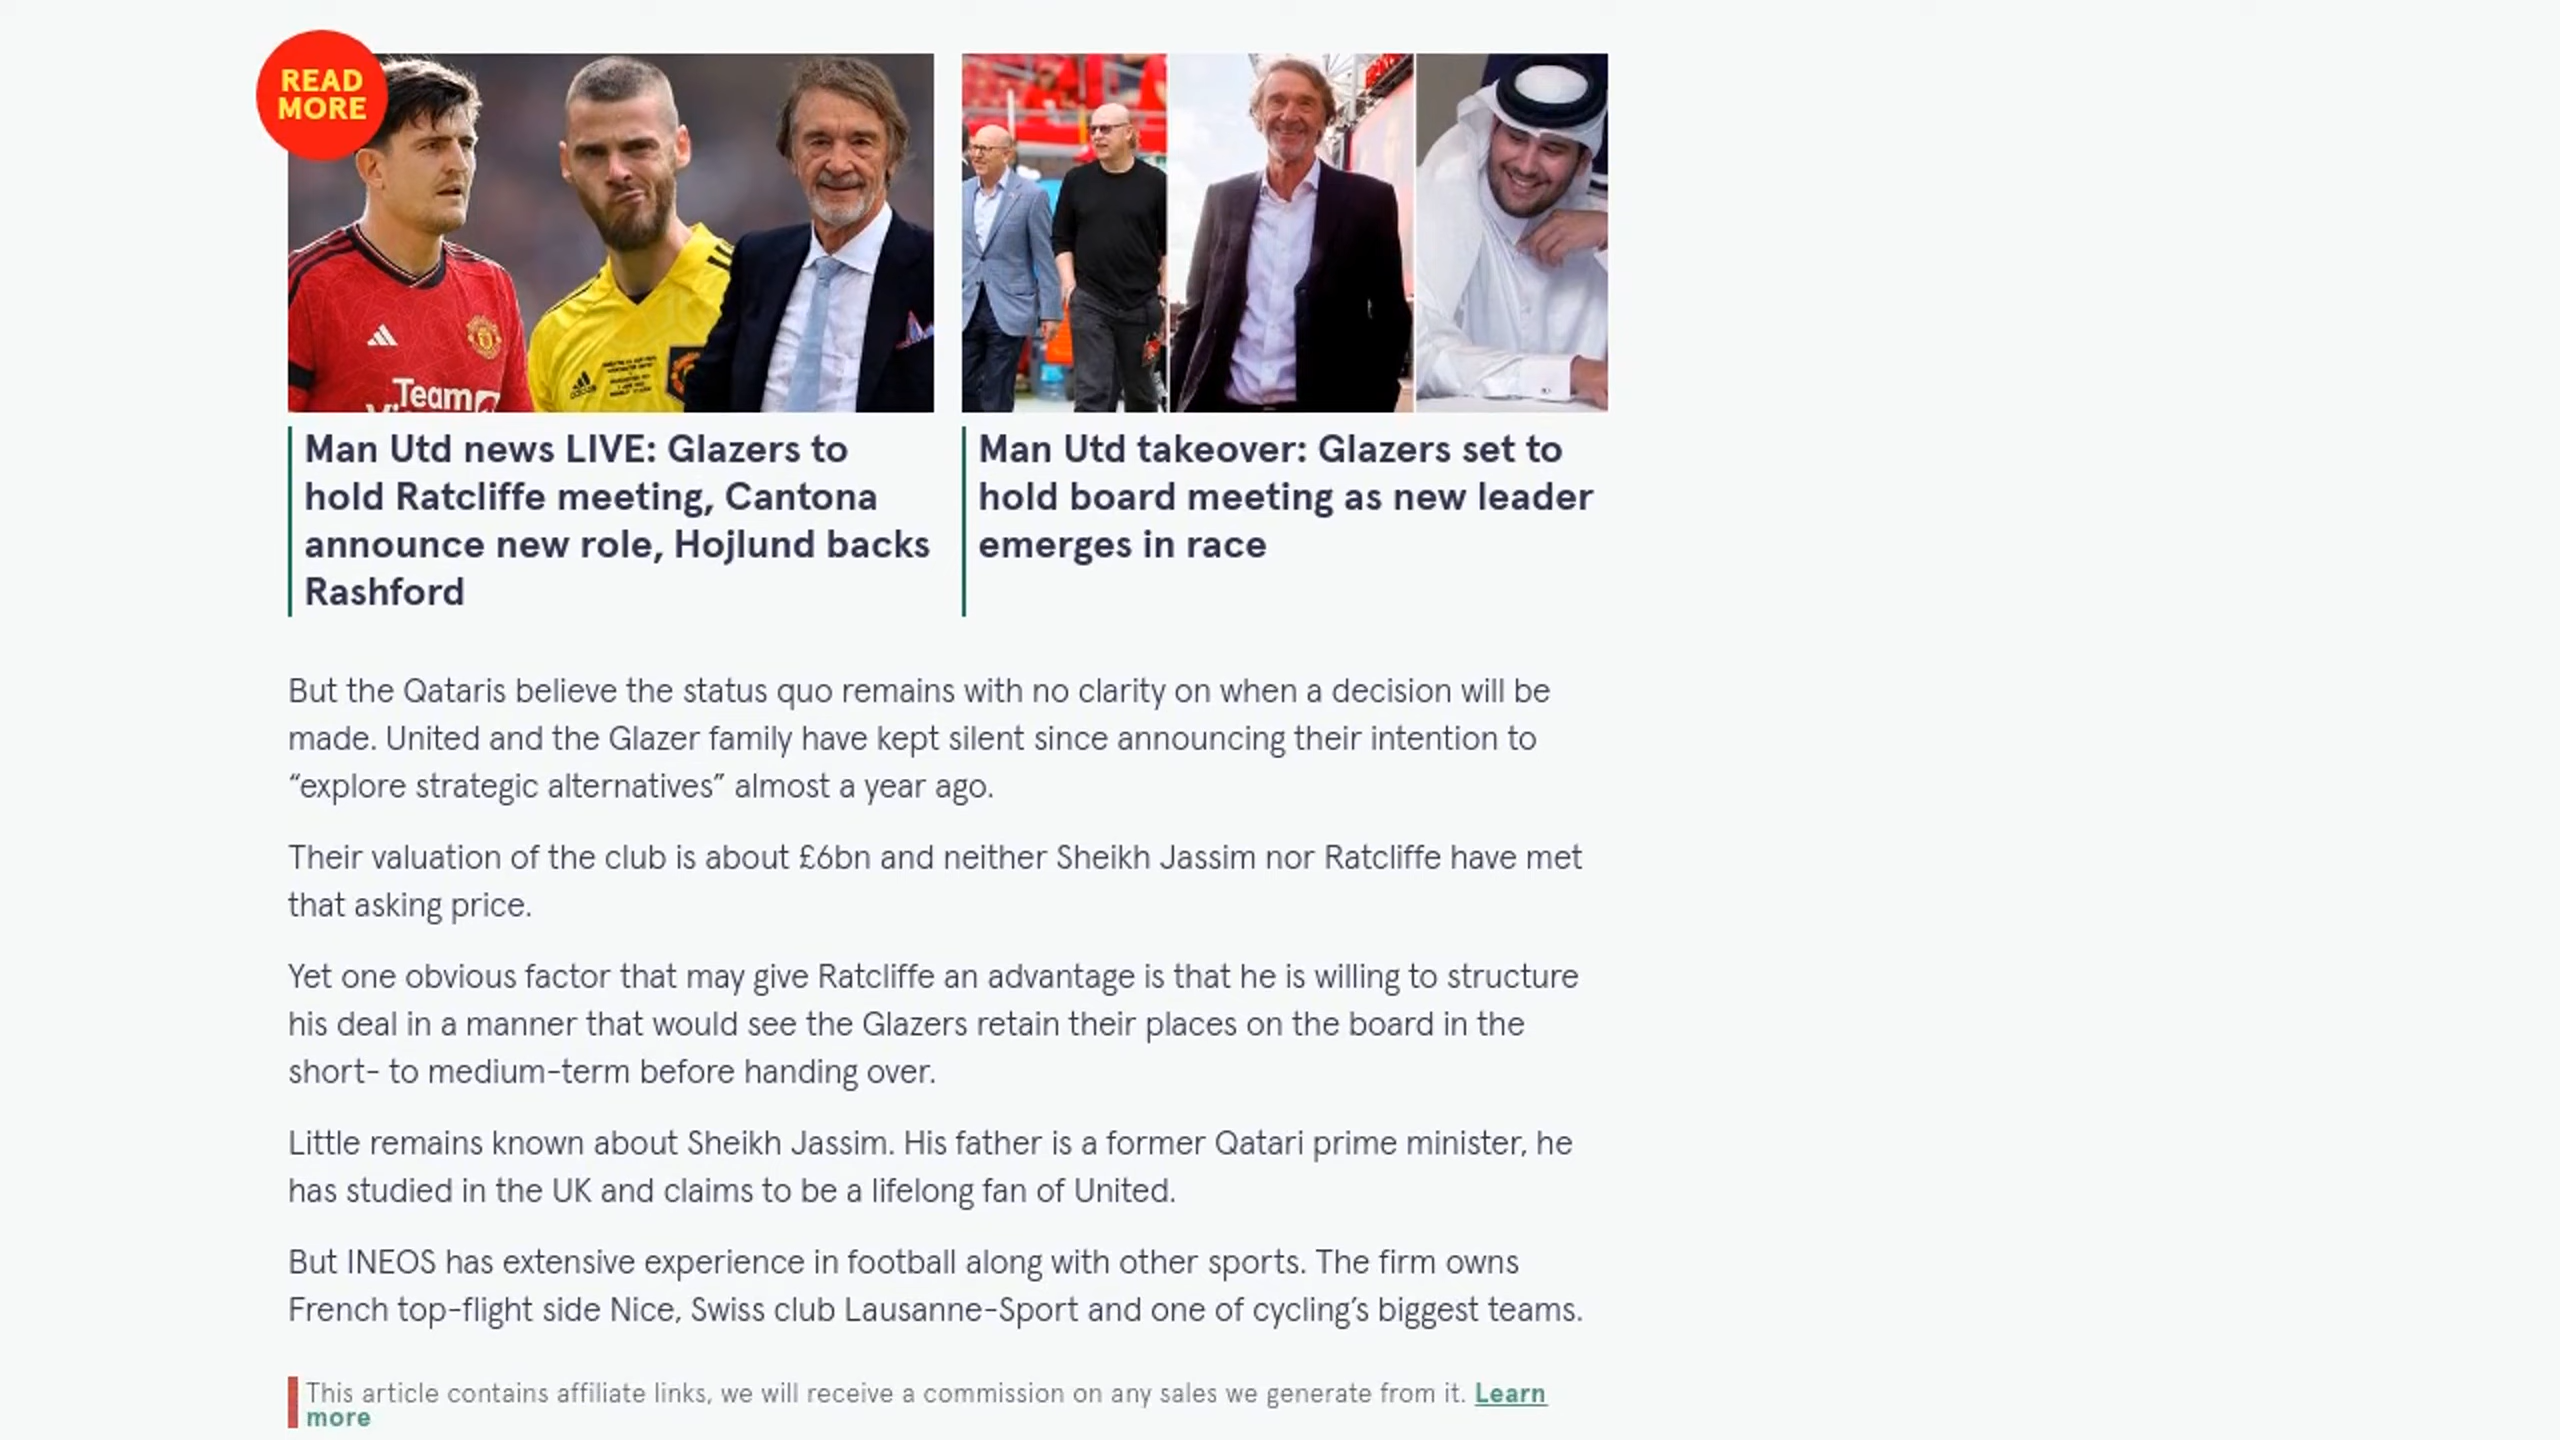 READ
MORE
Team
Man Utd news LIVE: Glazers to
hold Ratcliffe meeting, Cantona
announce new role, Hojlund backs
Rashford
Man Utd takeover: Glazers set to
hold board meeting as new leader
emerges in race
But the Qataris believe the status quo remains with no clarity on when a decision will be
made. United and the Glazer family have kept silent since announcing their intention to
“explore strategic alternatives” almost a year ago.
Their valuation of the club is about £6bn and neither Sheikh Jassim nor Ratcliffe have met
that asking price.
Yet one obvious factor that may give Ratcliffe an advantage is that he is willing to structure
his deal in a manner that would see the Glazers retain their places on the board in the
short- to medium-term before handing over.
Little remains known about Sheikh Jassim. His father is a former Qatari prime minister, he
has studied in the UK and claims to be a lifelong fan of United.
But INEOS has extensive experience in football along with other sports. The firm owns
French top-flight side Nice, Swiss club Lausanne-Sport and one of cycling’s biggest teams.
This article contains affiliate links, we will receive a commission on any sales we generate from it. Learn
more